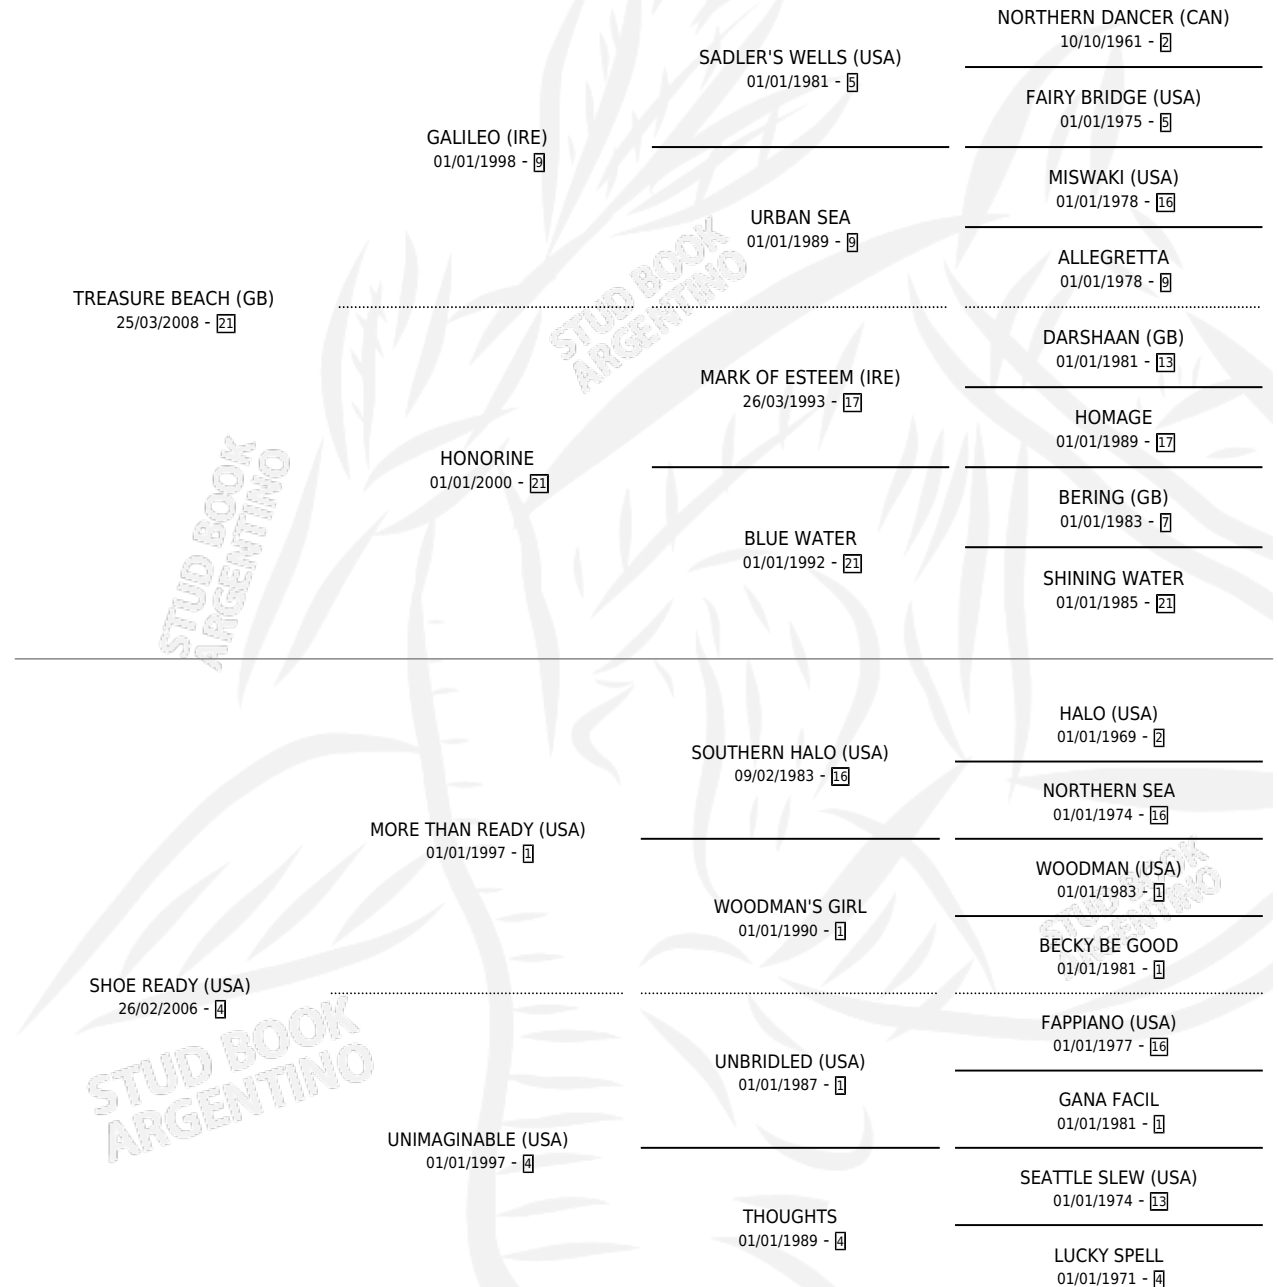 NORTHERN DANCER (CAN)
10/10/1961 - 2
SADLER'S WELLS (USA)
01/01/1981 - 5
FAIRY BRIDGE (USA)
01/01/1975 - 5
GALILEO (IRE)
01/01/1998 - 9
MISWAKI (USA)
01/01/1978 - 16
URBAN SEA
01/01/1989 - 9
ALLEGRETTA
01/01/1978 - 9
TREASURE BEACH (GB)
25/03/2008 - 21
STUD BOOK
ARGENTINO
DARSHAAN (GB)
01/01/1981 - 13
MARK OF ESTEEM (IRE)
26/03/1993 - 17
HOMAGE
01/01/1989 - 17
HONORINE
01/01/2000 - 21
BERING (GB)
01/01/1983 - 7
BLUE WATER
01/01/1992 - 21
SHINING WATER
01/01/1985 - 21
STUD BOOK
ARGENTINO
HALO (USA)
01/01/1969 - 2
SOUTHERN HALO (USA)
09/02/1983 - 16
NORTHERN SEA
01/01/1974 - 16
MORE THAN READY (USA)
01/01/1997 - 1
WOODMAN (USA)
01/01/1983 - 1
WOODMAN'S GIRL
01/01/1990 - 1
BECKY BE GOOD
01/01/1981 - 1
STUD BOOK
ARGENTINO
SHOE READY (USA)
26/02/2006 - 4
STUD BOOK
ARGENTINO
FAPPIANO (USA)
01/01/1977 - 16
UNBRIDLED (USA)
01/01/1987 - 1
GANA FACIL
01/01/1981 - 1
UNIMAGINABLE (USA)
01/01/1997 - 4
SEATTLE SLEW (USA)
01/01/1974 - 13
THOUGHTS
01/01/1989 - 4
LUCKY SPELL
01/01/1971 - 4